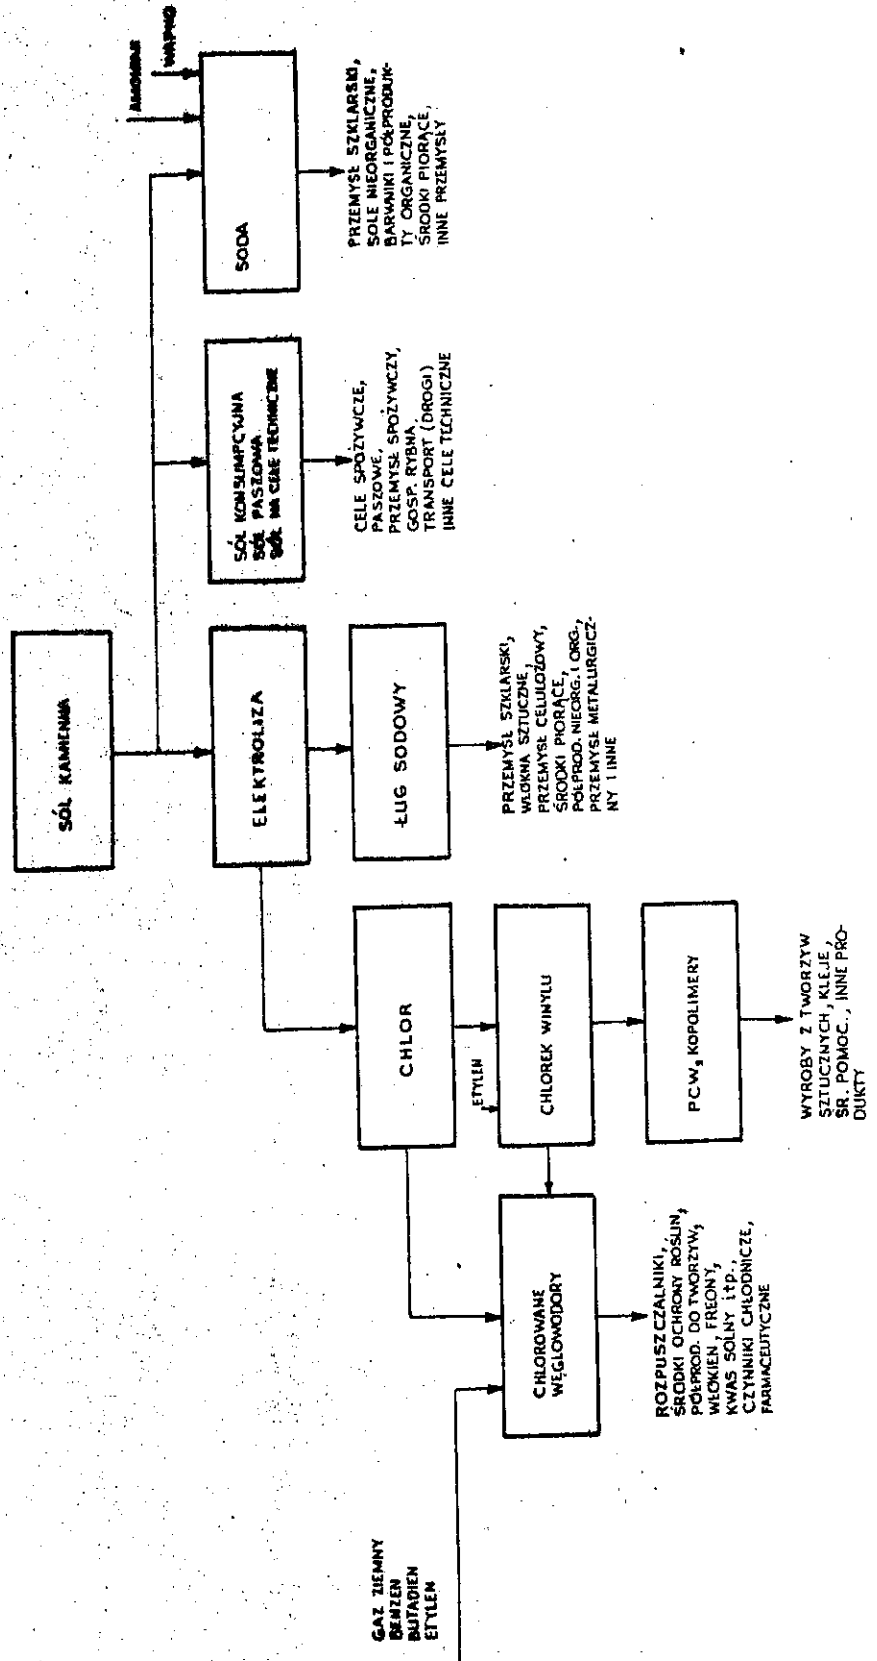 SÓL KAMIENNA
AMONIAK
WAPNO
ELEKTROLIZA
SÓL KONSUMPCYJNA
SÓL PASZOWA
SÓL NA CELE TECHNICZNE
SODA
CHLOR
ŁUG SODOWY
CELE SPOŻYWCZE,
PASZOWE,
PRZEMYSŁ SPOŻYWCZY,
GOSP. RYBNA,
TRANSPORT (DROGI)
INNE CELE TECHNICZNE
PRZEMYSŁ SZKLARSKI,
SOLE NIEORGANICZNE,
BARWNIKI I PÓŁPRODUK-
TY ORGANICZNE,
ŚRODKI PIORĄCE,
INNE PRZEMYSŁY
GAZ ZIEMNY
BENZEN
BUTADIEN
ETYLEN
ETYLEN
CHLOROWANE
WĘGLOWODORY
CHLOREK WINYLU
PRZEMYSŁ SZKLARSKI,
WŁÓKNA SZTUCZNE,
PRZEMYSŁ CELULOZOWY,
ŚRODKI PIORĄCE,
PÓŁPROD. NIEORG. I ORG.,
PRZEMYSŁ METALURGICZ-
NY I INNE
PCW, KOPOLIMERY
ROZPUSZCZALNIKI,
ŚRODKI OCHRONY ROŚLIN,
PÓŁPROD. DO TWORZYW,
WŁÓKIEN, FREONY,
KWAS SOLNY itp.,
CZYNNIKI CHŁODNICZE,
FARMACEUTYCZNE
WYROBY Z TWORZYW
SZTUCZNYCH, KLEJE,
ŚR. POMOC., INNE PRO-
DUKTY